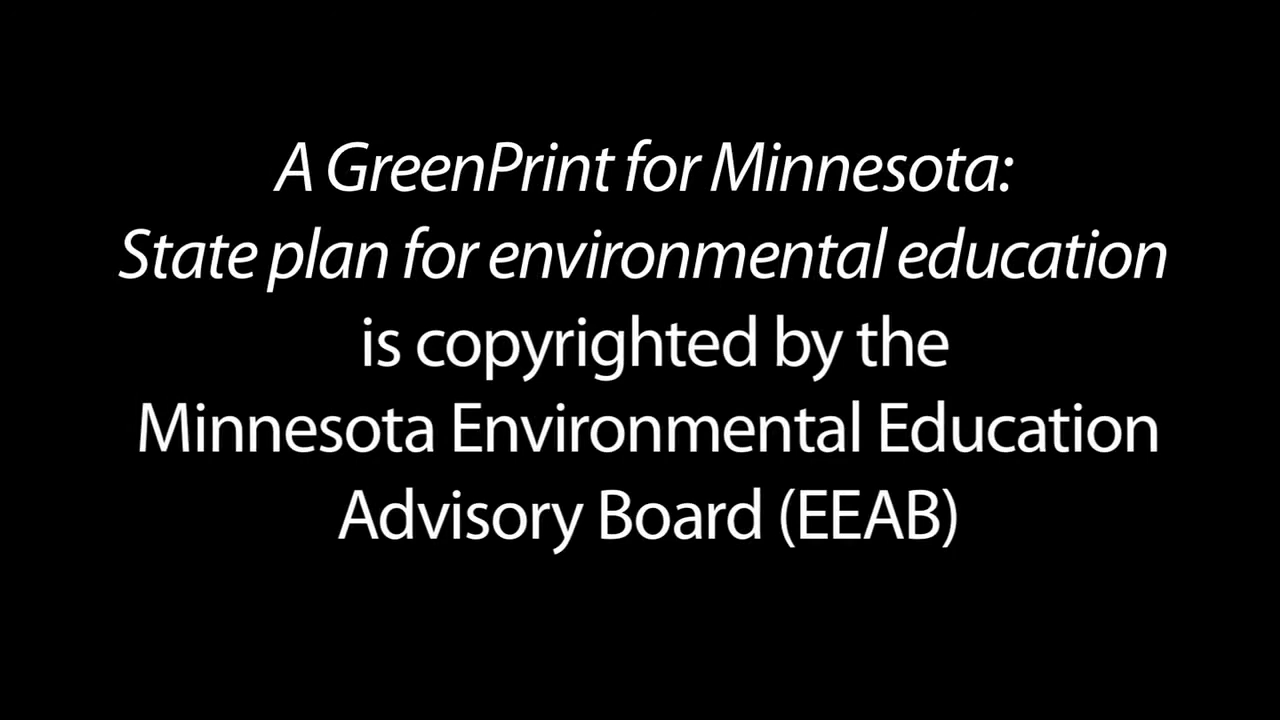 A GreenPrint for Minnesota:
State plan for environmental education
is copyrighted by the
Minnesota Environmental Education
Advisory Board (EEAB)